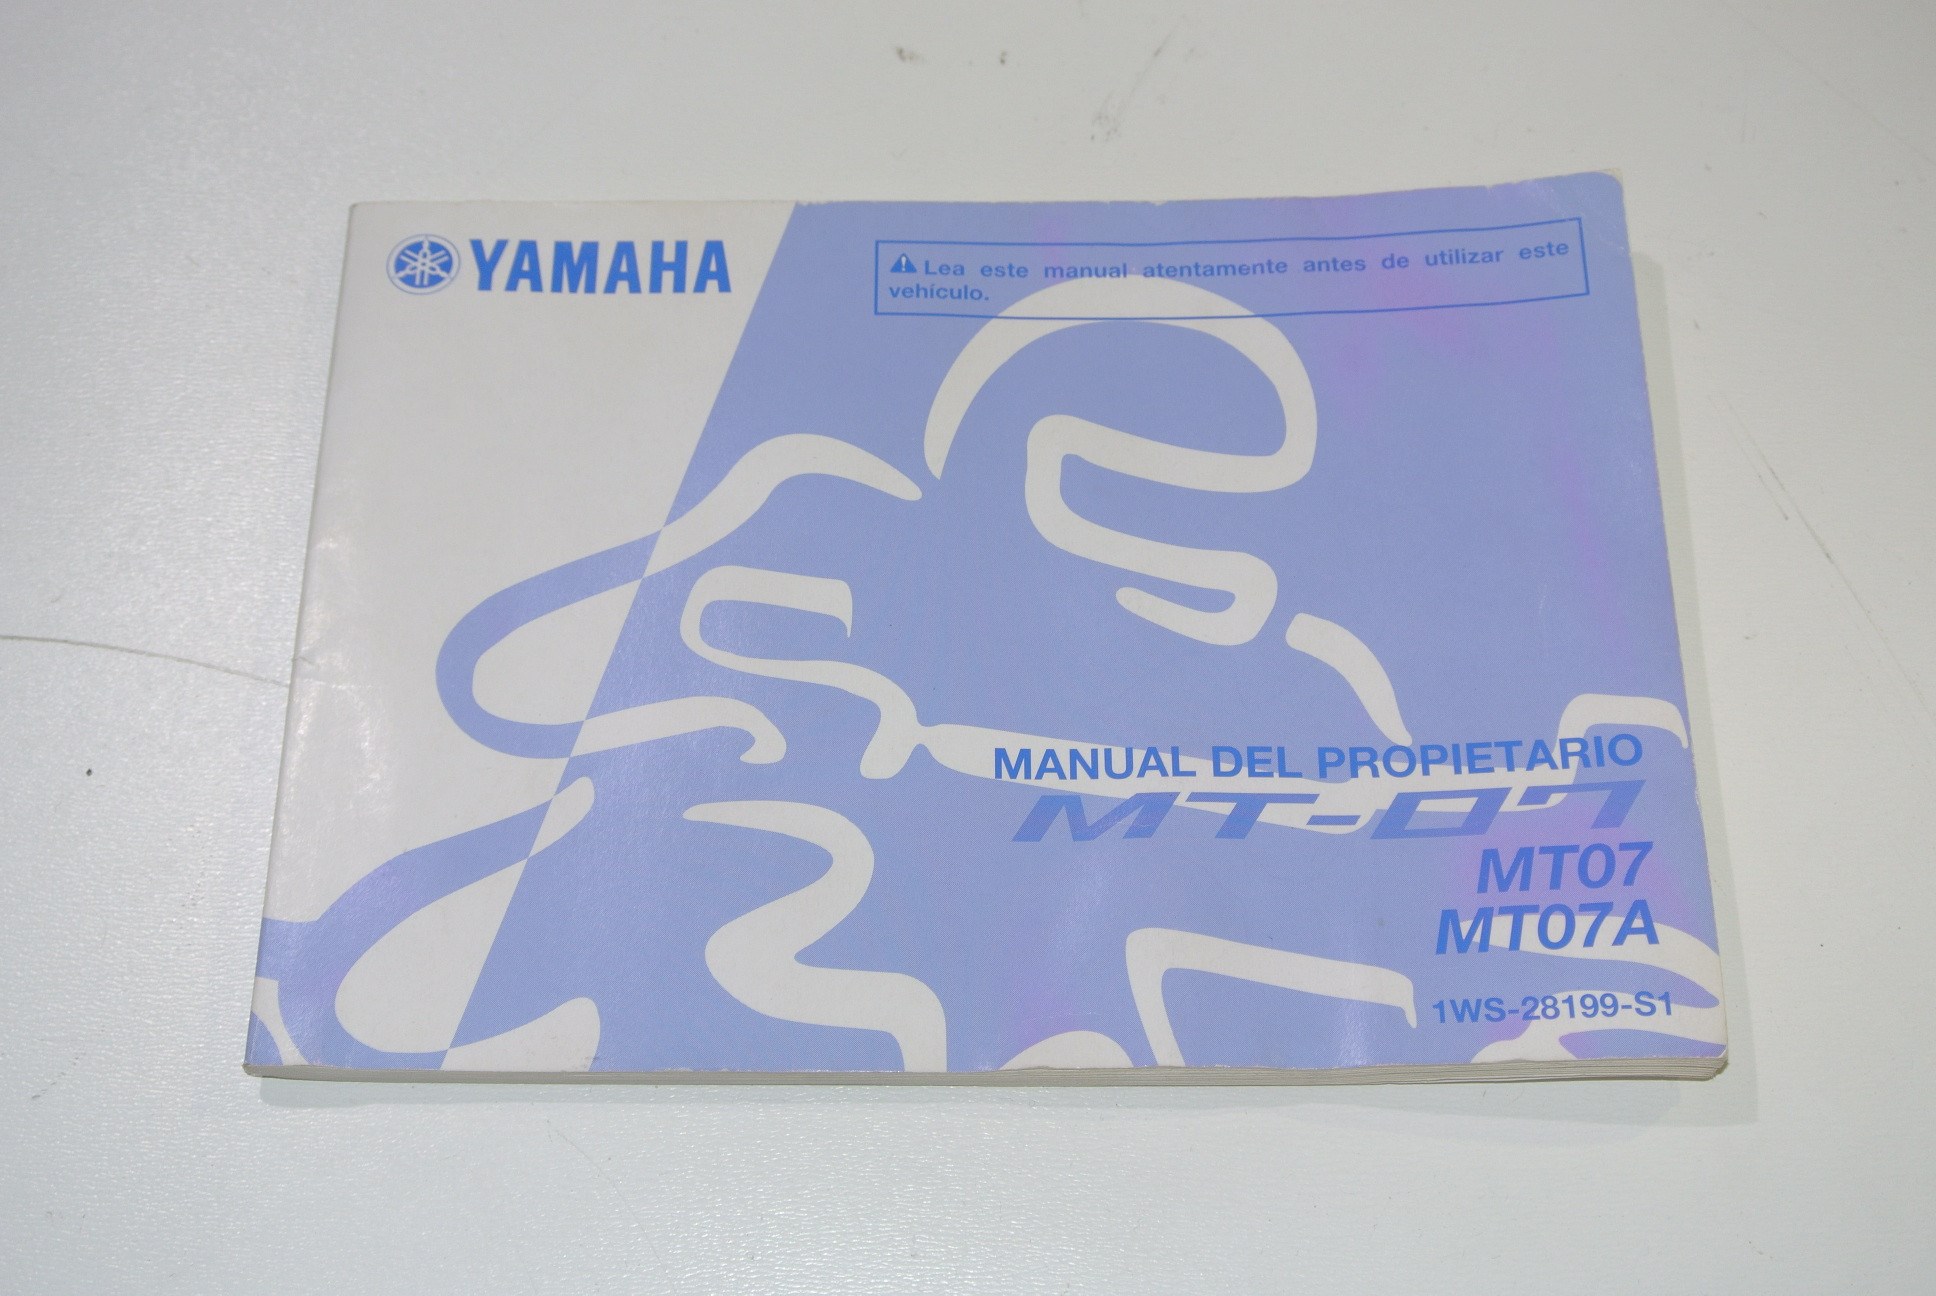 YAMAHA
Lea este manual atentamente antes de utilizar este
vehículo.
MANUAL DEL PROPIETARIO
MT-07
MT07
MT07A
1WS-28199-S1